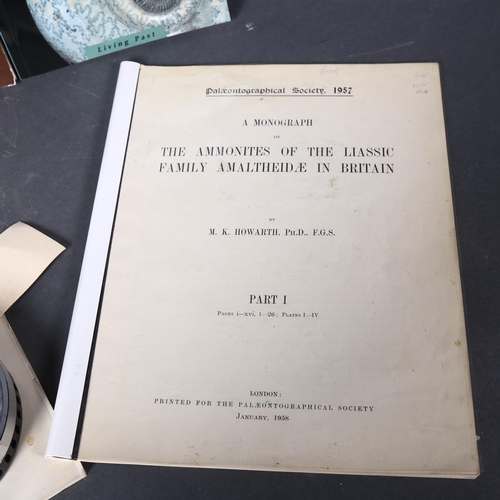 Living Past
Palæontographical Society, 1957
A MONOGRAPH
OF
THE AMMONITES OF THE LIASSIC
FAMILY AMALTHEIDÆ IN BRITAIN
BY
M. K. HOWARTH, Ph.D., F.G.S.
PART I
Pages i—xvi, 1—26; Plates I—IV
LONDON:
PRINTED FOR THE PALÆONTOGRAPHICAL SOCIETY
January, 1958